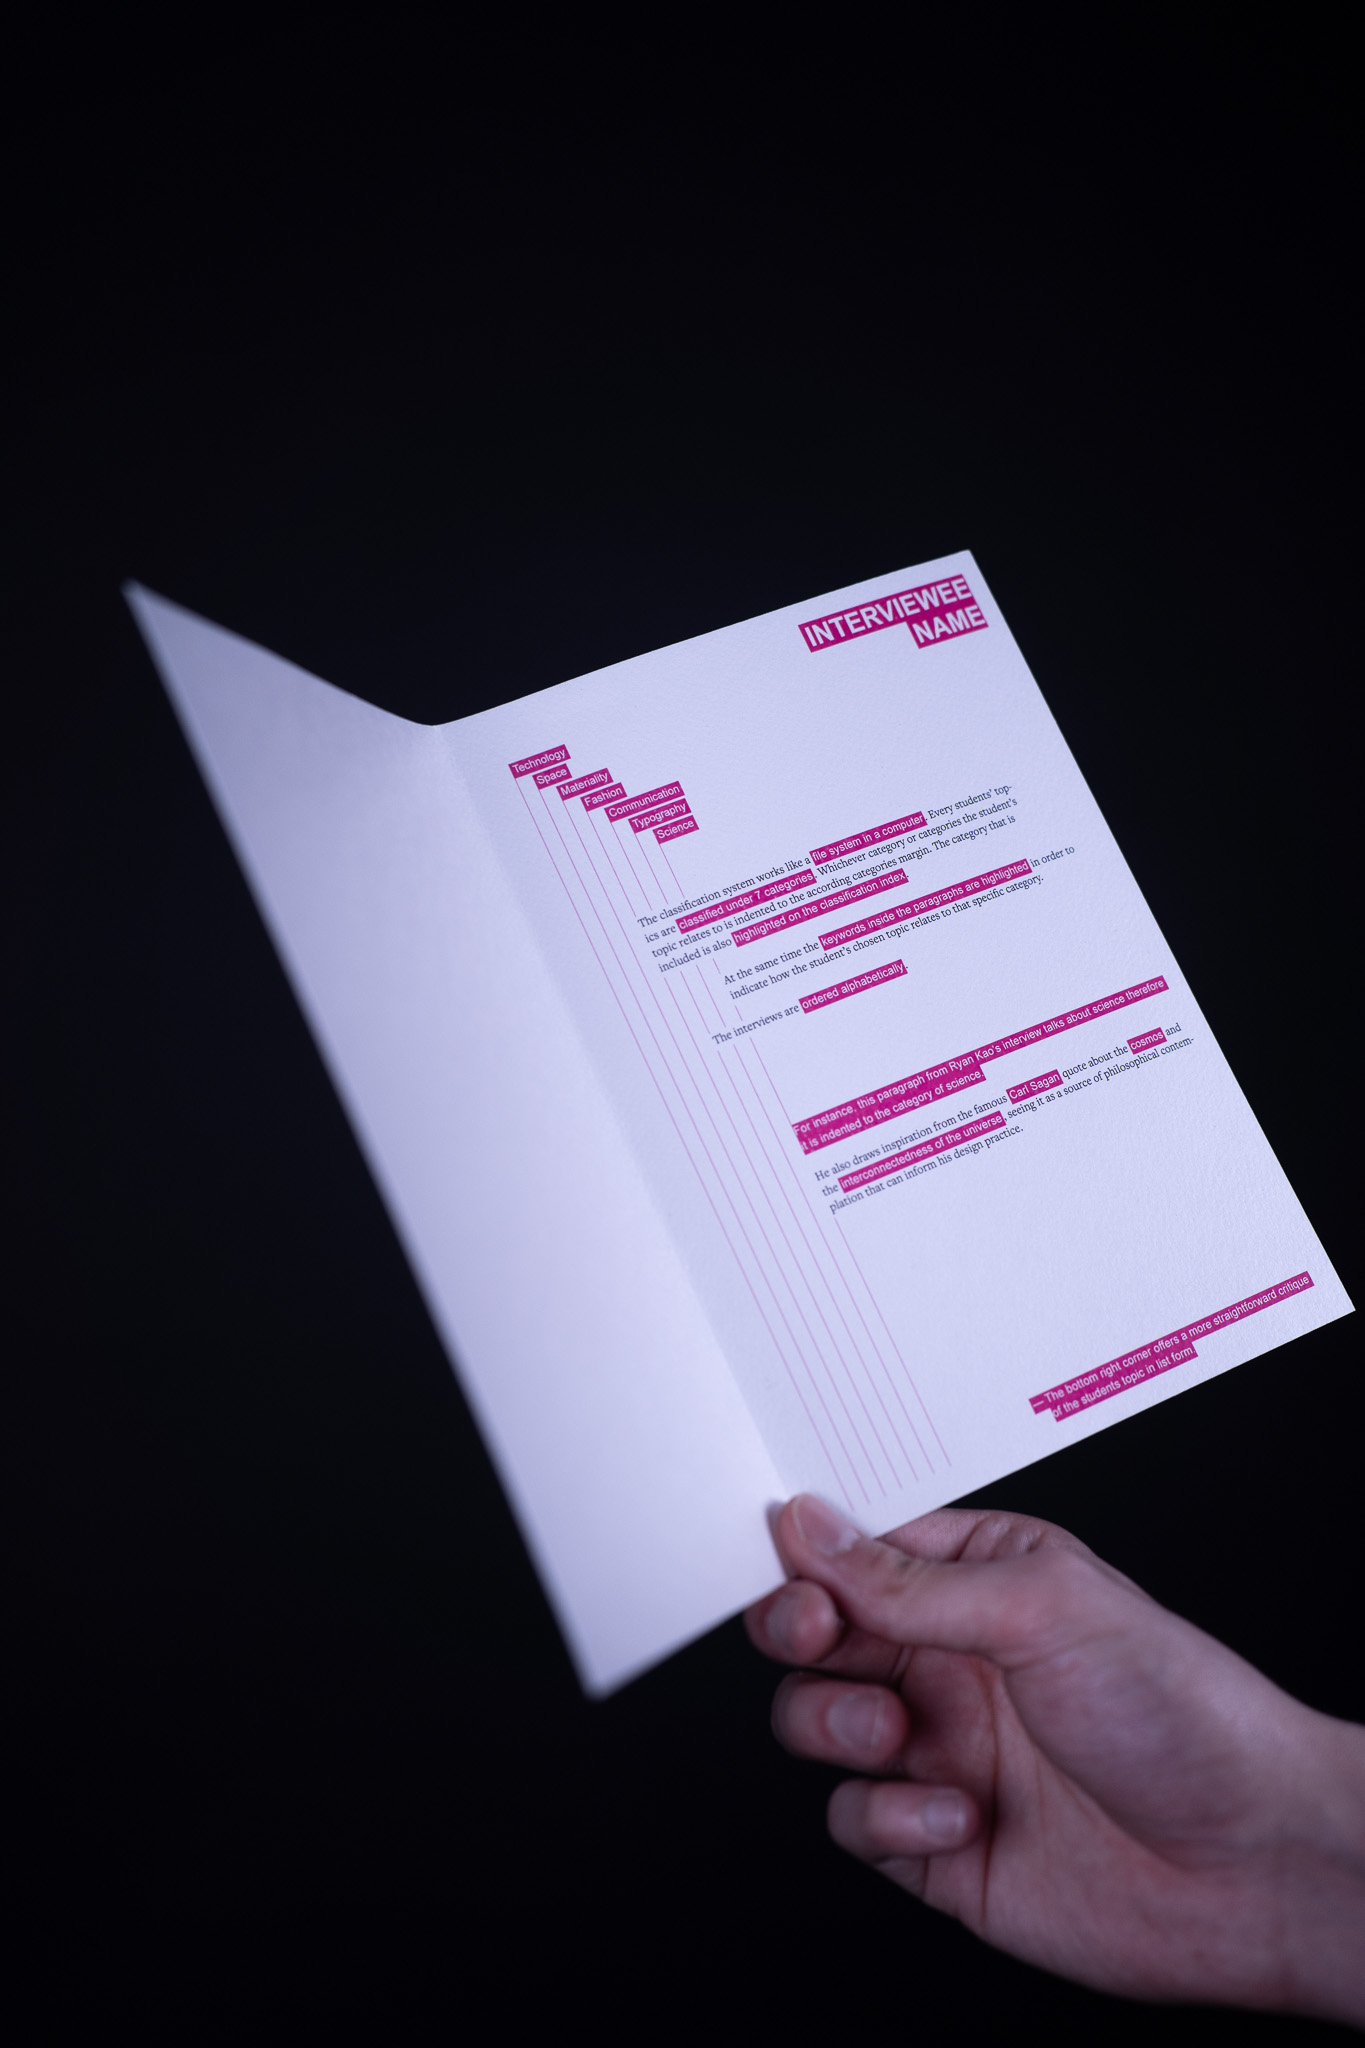 INTERVIEWEE
NAME
Technology
Space
Materiality
Fashion
Communication
Typography
Science
The classification system works like a file system in a computer. Every students' top-
ics are classified under 7 categories. Whichever category or categories the student's
topic relates to is indented to the according categories margin. The category that is
included is also highlighted on the classification index.
At the same time the keywords inside the paragraphs are highlighted in order to
indicate how the student's chosen topic relates to that specific category.
The interviews are ordered alphabetically.
For instance, this paragraph from Ryan Kao's interview talks about science therefore
it is indented to the category of science.
He also draws inspiration from the famous Carl Sagan quote about the cosmos and
the interconnectedness of the universe, seeing it as a source of philosophical contem-
plation that can inform his design practice.
— The bottom right corner offers a more straightforward critique
of the students topic in list form.